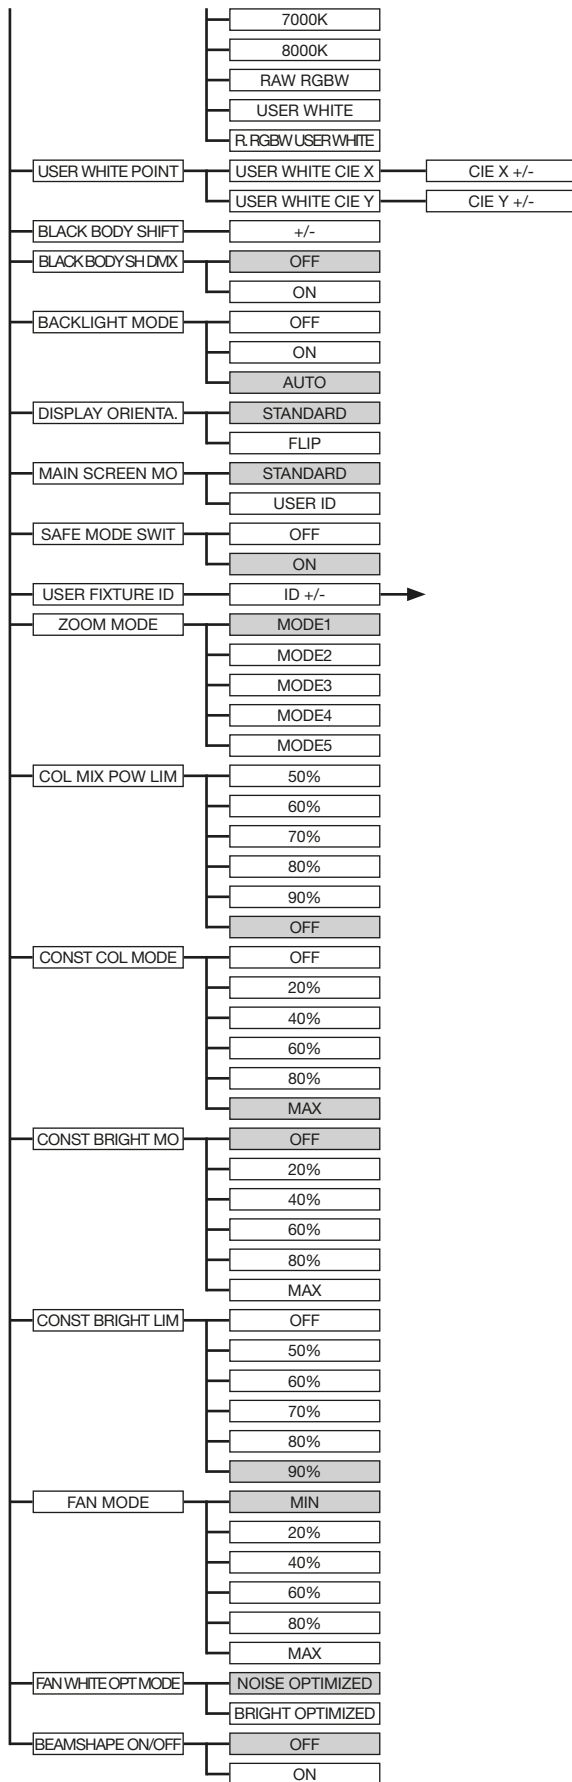 7000K
8000K
RAW RGBW
USER WHITE
R. RGBW USER WHITE
USER WHITE POINT USER WHITE CIE X CIE X +/-
USER WHITE CIE Y CIE Y +/-
BLACK BODY SHIFT +/-
BLACK BODY SH DMX OFF
ON
BACKLIGHT MODE OFF
ON
AUTO
DISPLAY ORIENTA. STANDARD
FLIP
MAIN SCREEN MO STANDARD
USER ID
SAFE MODE SWIT OFF
ON
USER FIXTURE ID ID +/-
ZOOM MODE MODE1
MODE2
MODE3
MODE4
MODE5
COL MIX POW LIM 50%
60%
70%
80%
90%
OFF
CONST COL MODE OFF
20%
40%
60%
80%
MAX
CONST BRIGHT MO OFF
20%
40%
60%
80%
MAX
CONST BRIGHT LIM OFF
50%
60%
70%
80%
90%
FAN MODE MIN
20%
40%
60%
80%
MAX
FAN WHITE OPT MODE NOISE OPTIMIZED
BRIGHT OPTIMIZED
BEAMSHAPE ON/OFF OFF
ON